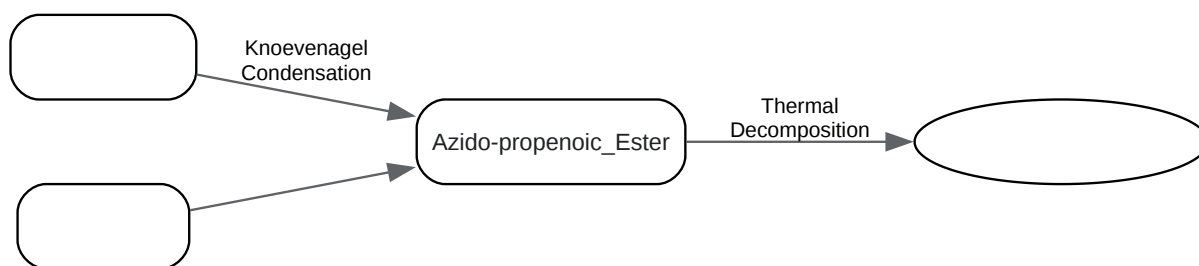 Knoevenagel
Condensation
Azido-propenoic_Ester
Thermal
Decomposition